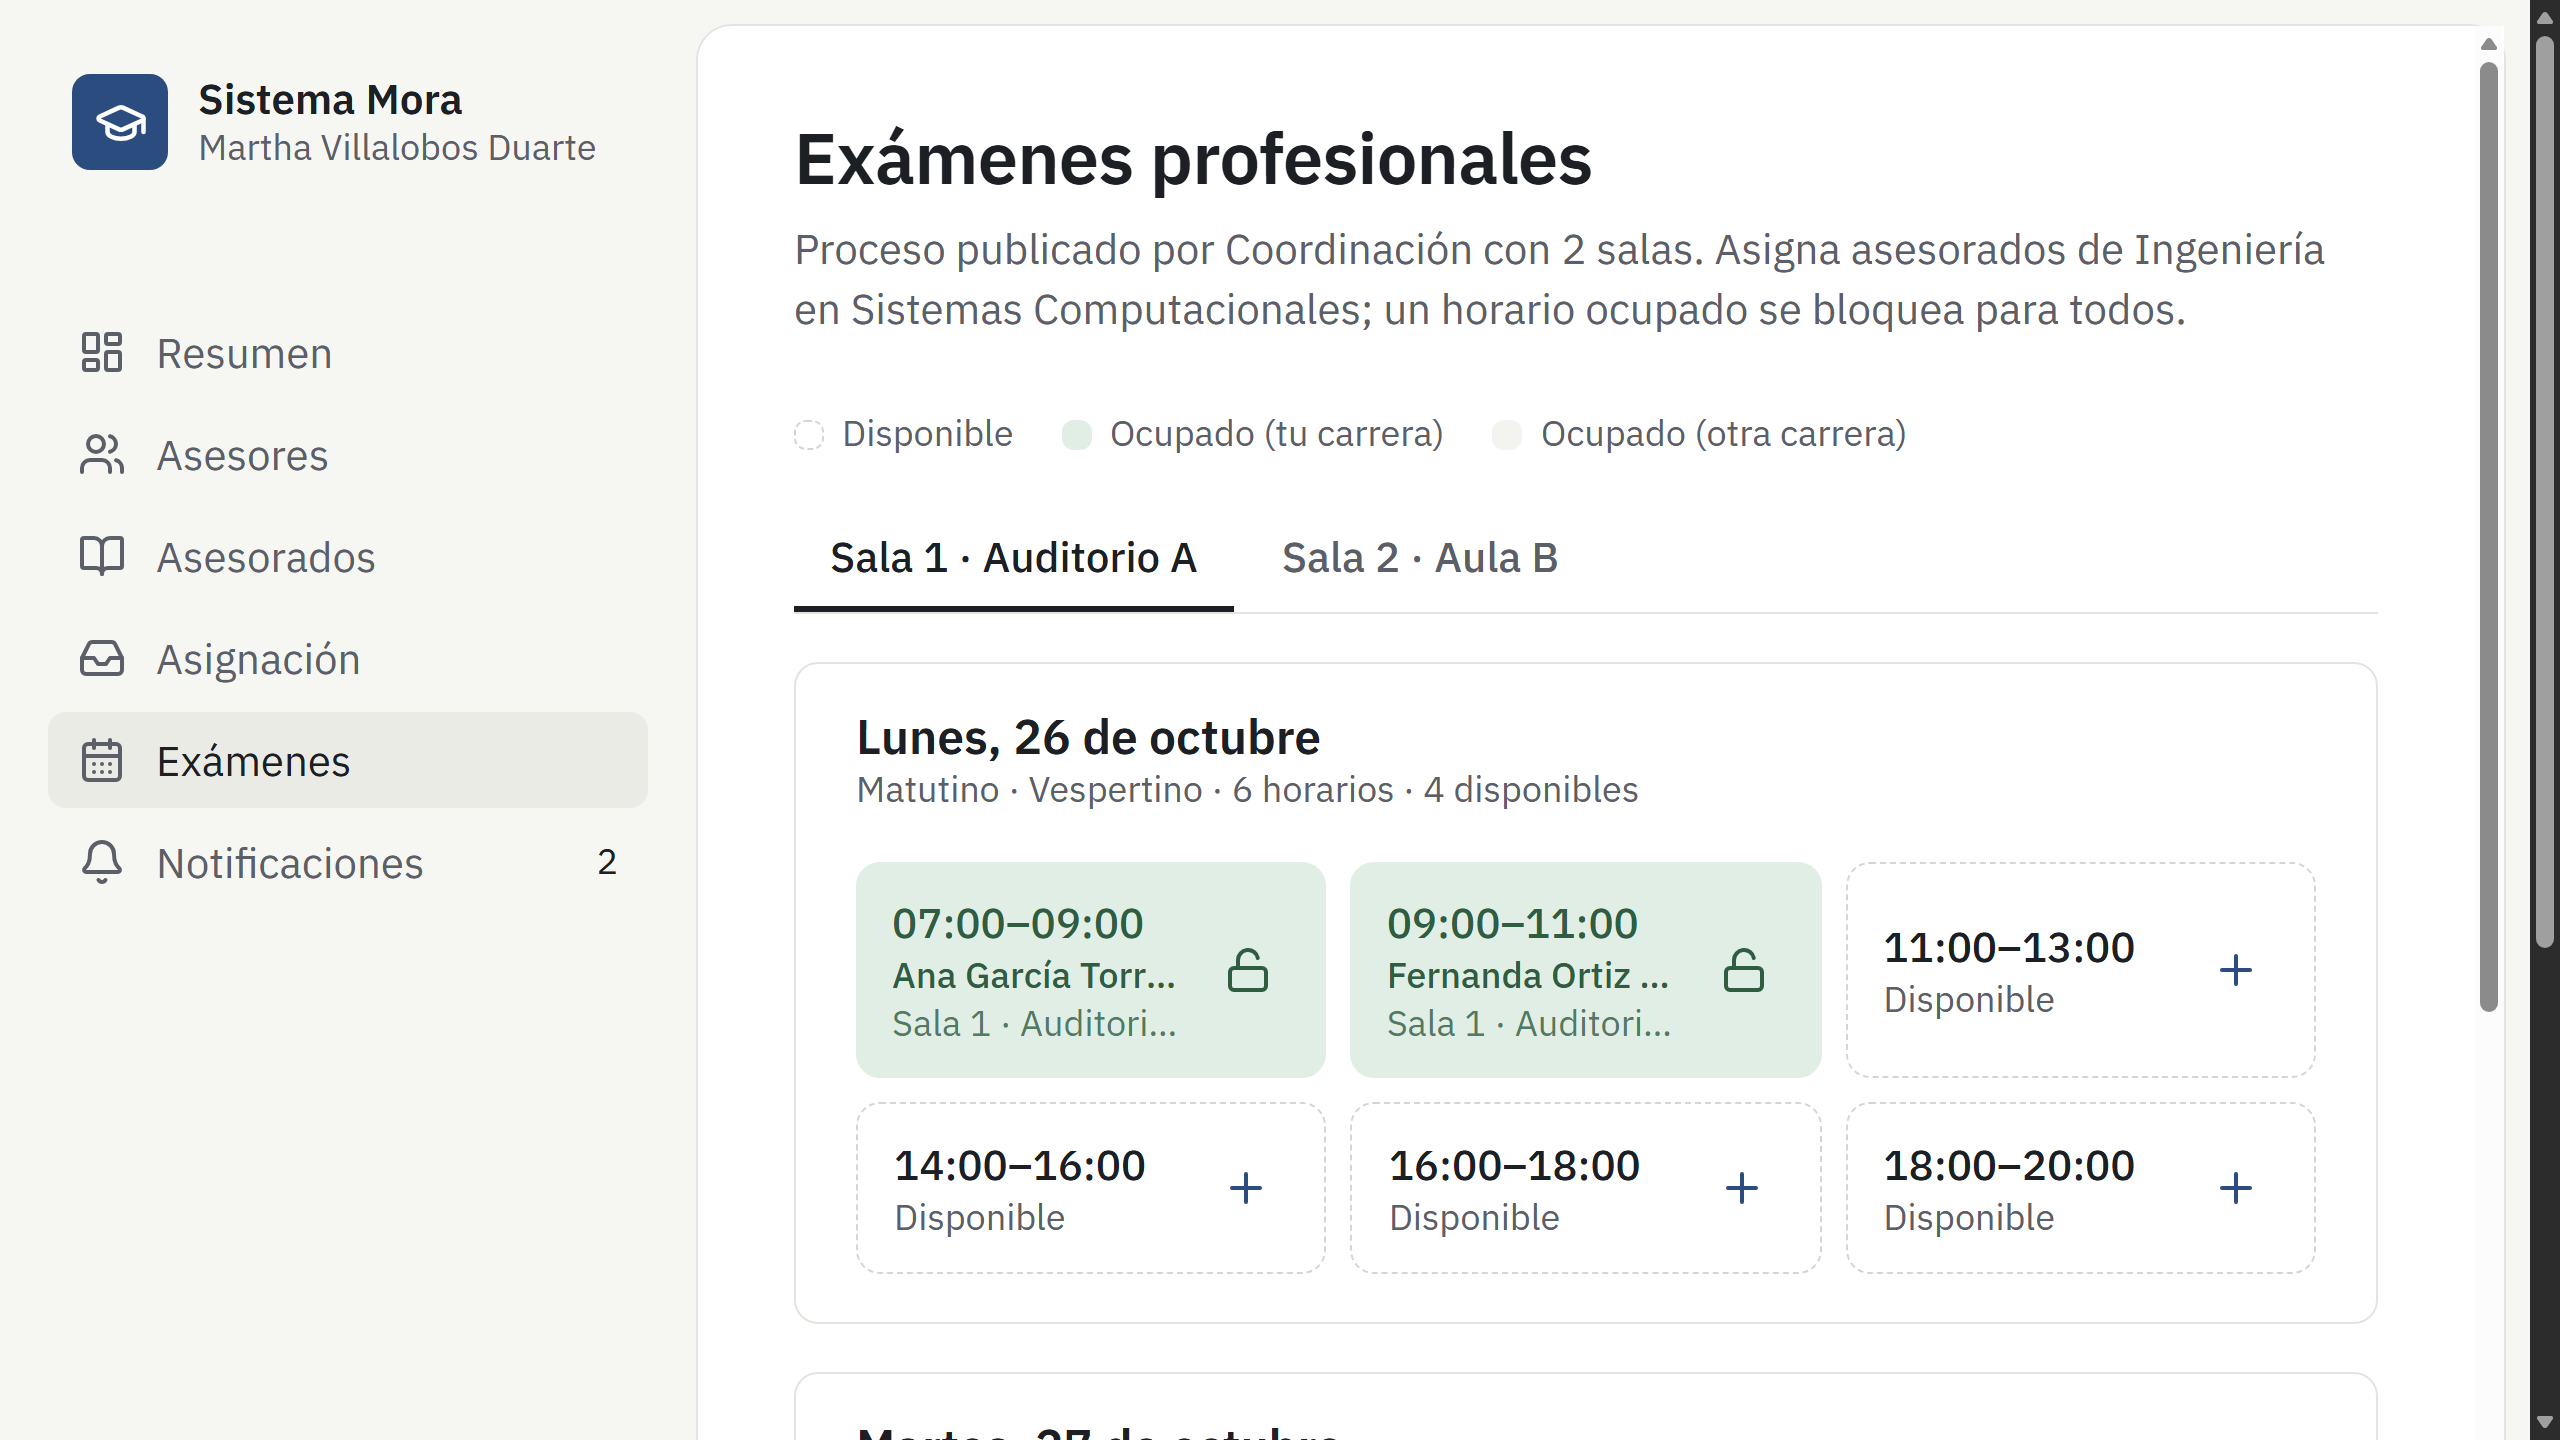 Sistema Mora
Martha Villalobos Duarte
Resumen
Asesores
Asesorados
Asignación
Exámenes
Notificaciones 2
Exámenes profesionales
Proceso publicado por Coordinación con 2 salas. Asigna asesorados de Ingeniería
en Sistemas Computacionales; un horario ocupado se bloquea para todos.
Disponible Ocupado (tu carrera) Ocupado (otra carrera)
Sala 1 · Auditorio A Sala 2 · Aula B
Lunes, 26 de octubre
Matutino · Vespertino · 6 horarios · 4 disponibles
07:00–09:00
Ana García Torr...
Sala 1 · Auditori...
09:00–11:00
Fernanda Ortiz ...
Sala 1 · Auditori...
11:00–13:00
Disponible
14:00–16:00
Disponible
16:00–18:00
Disponible
18:00–20:00
Disponible
Martes, 27 de octubre